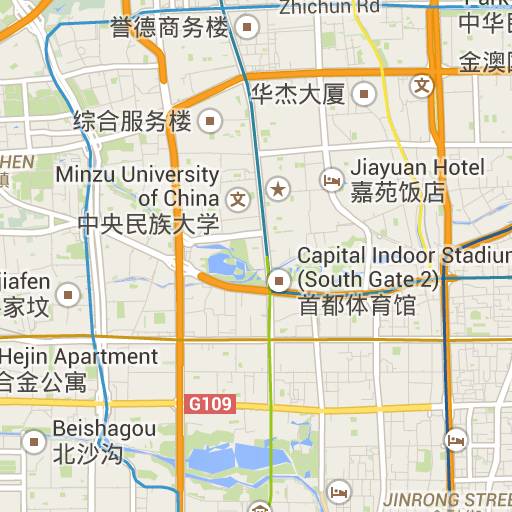 Zhichun Rd
誉德商务楼
中华
金澳
华杰大厦
综合服务楼
HEN
镇
Minzu University
of China
中央民族大学
Jiayuan Hotel
嘉苑饭店
Capital Indoor Stadium
(South Gate 2)
首都体育馆
jiafen
家坟
Hejin Apartment
合金公寓
G109
Beishagou
北沙沟
JINRONG STREE